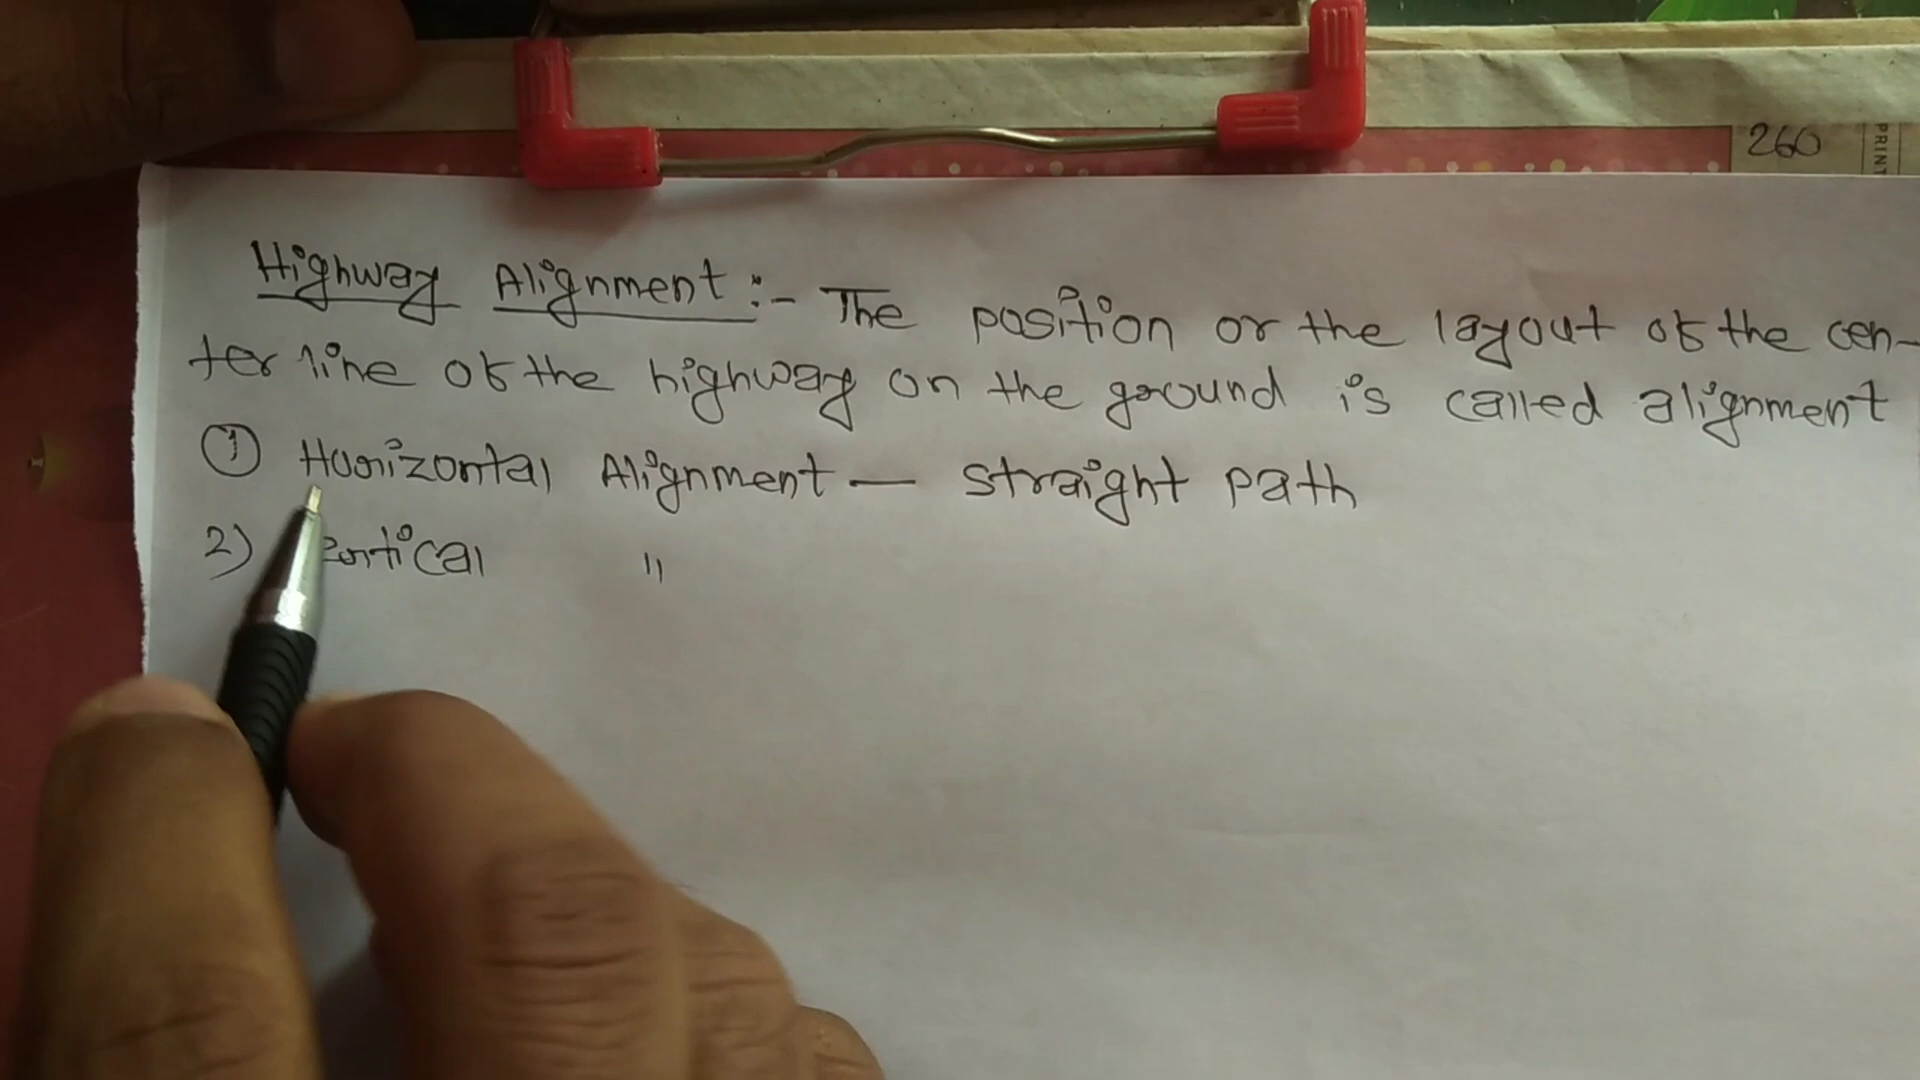 260
PRINT
Highway Alignment :- The position or the layout of the cen-
ter line of the highway on the ground is called alignment
① Horizontal Alignment — straight path
2) Vertical "